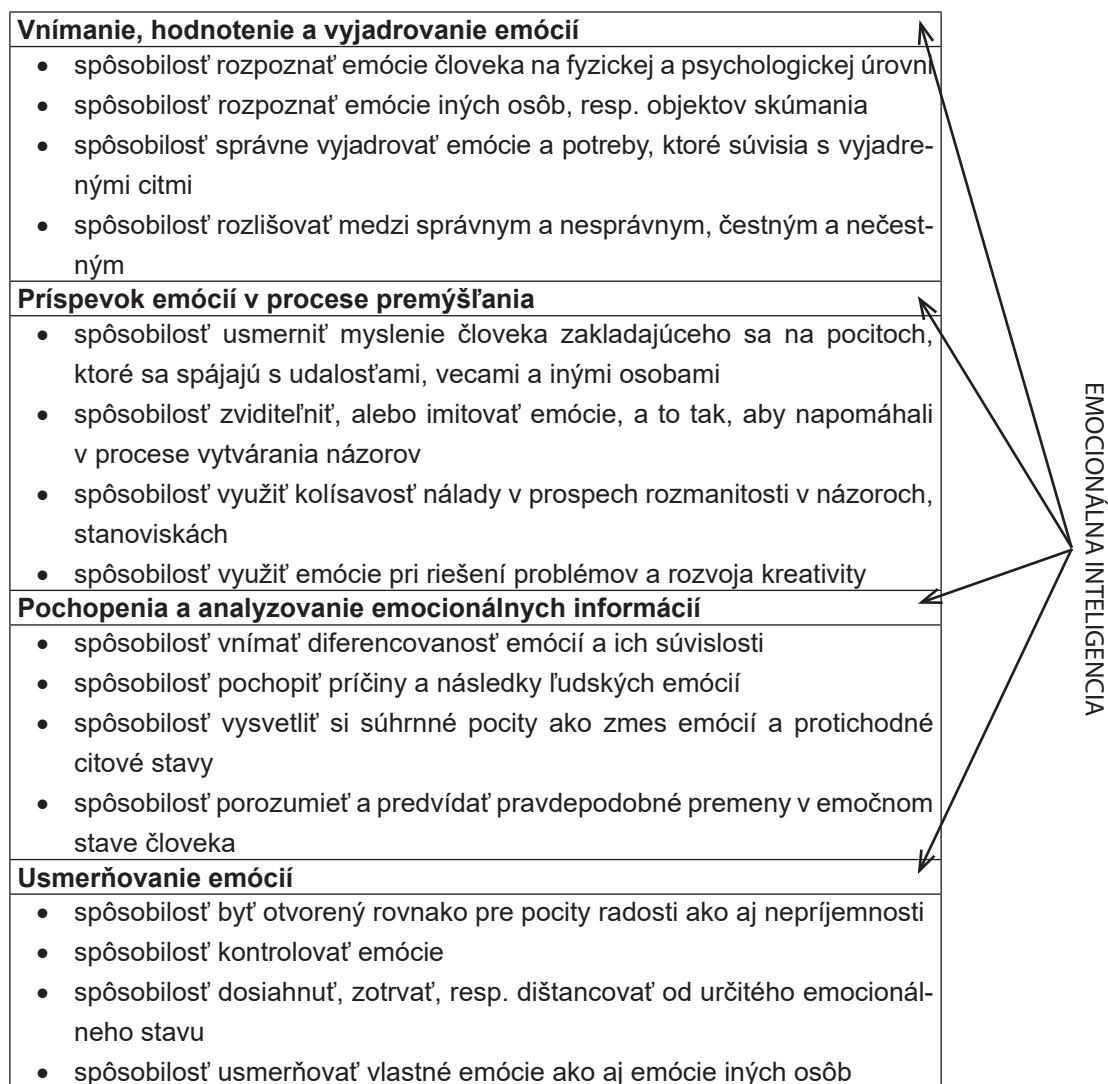 Vnímanie, hodnotenie a vyjadrovanie emócií
• spôsobilosť rozpoznať emócie človeka na fyzickej a psychologickej úrovni
• spôsobilosť rozpoznať emócie iných osôb, resp. objektov skúmania
• spôsobilosť správne vyjadrovať emócie a potreby, ktoré súvisia s vyjadre-
nými citmi
• spôsobilosť rozlišovať medzi správnym a nesprávnym, čestným a nečest-
ným
Príspevok emócií v procese premýšľania
• spôsobilosť usmerniť myslenie človeka zakladajúceho sa na pocitoch,
ktoré sa spájajú s udalosťami, vecami a inými osobami
• spôsobilosť zviditeľniť, alebo imitovať emócie, a to tak, aby napomáhali
v procese vytvárania názorov
• spôsobilosť využiť kolísavosť nálady v prospech rozmanitosti v názoroch,
stanoviskách
• spôsobilosť využiť emócie pri riešení problémov a rozvoja kreativity
Pochopenia a analyzovanie emocionálnych informácií
• spôsobilosť vnímať diferencovanosť emócií a ich súvislosti
• spôsobilosť pochopiť príčiny a následky ľudských emócií
• spôsobilosť vysvetliť si súhrnné pocity ako zmes emócií a protichodné
citové stavy
• spôsobilosť porozumieť a predvídať pravdepodobné premeny v emočnom
stave človeka
Usmerňovanie emócií
• spôsobilosť byť otvorený rovnako pre pocity radosti ako aj nepríjemnosti
• spôsobilosť kontrolovať emócie
• spôsobilosť dosiahnuť, zotrvať, resp. dištancovať od určitého emocionál-
neho stavu
• spôsobilosť usmerňovať vlastné emócie ako aj emócie iných osôb
EMOCIONÁLNA INTELIGENCIA